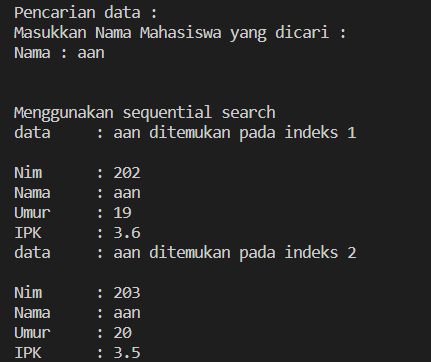 Pencarian data :
Masukkan Nama Mahasiswa yang dicari :
Nama : aan
Menggunakan sequential search
data     : aan ditemukan pada indeks 1
Nim      : 202
Nama     : aan
Umur     : 19
IPK      : 3.6
data     : aan ditemukan pada indeks 2
Nim      : 203
Nama     : aan
Umur     : 20
IPK      : 3.5